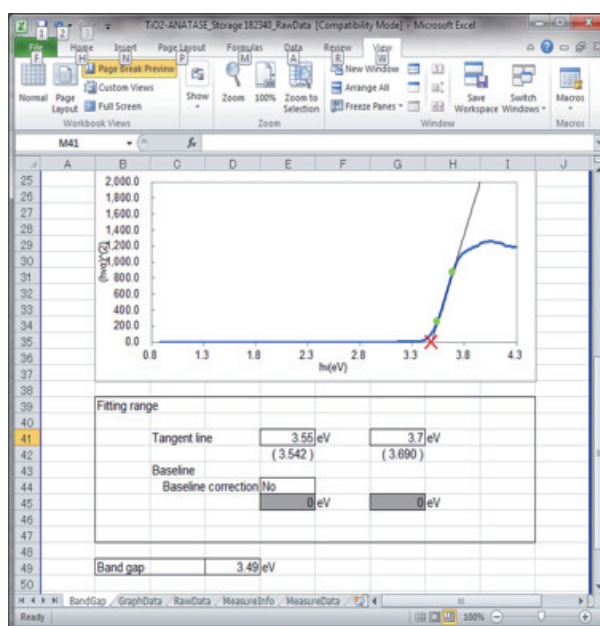 TiO2-ANATASE_Storage 182340_RawData [Compatibility Mode] - Microsoft Excel
1 2 3
File Home Insert Page Layout Formulas Data Review View
F H N P M A R W
Normal Page Layout Page Break Preview Custom Views Full Screen Show Zoom 100% Zoom to Selection New Window Arrange All Freeze Panes Save Workspace Switch Windows Macros
Workbook Views Zoom Window Macros
M41 fx
A B C D E F G H I J
25 2,000.0
26 1,800.0
27 1,600.0
28 1,400.0
29 1,200.0
30 1,000.0
31 800.0
32 600.0
33 400.0
34 200.0
35 0.0
36 0.8 1.3 1.8 2.3 2.8 3.3 3.8 4.3
hν(eV)
37
38
39 Fitting range
40
41 Tangent line 3.55 eV 3.7 eV
42 ( 3.542 ) ( 3.690 )
43 Baseline
44 Baseline correction No
45 0 eV 0 eV
46
47
48
49 Band gap 3.49 eV
50
BandGap GraphData RawData MeasureInfo MeasureData
Ready 100%